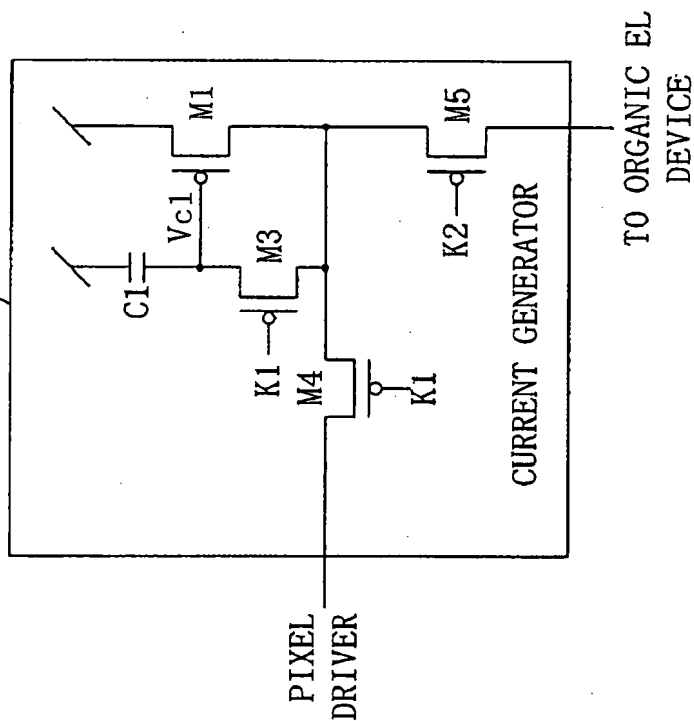 C1
Vc1
M1
M3
K1
M4
K1
K2
M5
CURRENT GENERATOR
PIXEL
DRIVER
TO ORGANIC EL
DEVICE